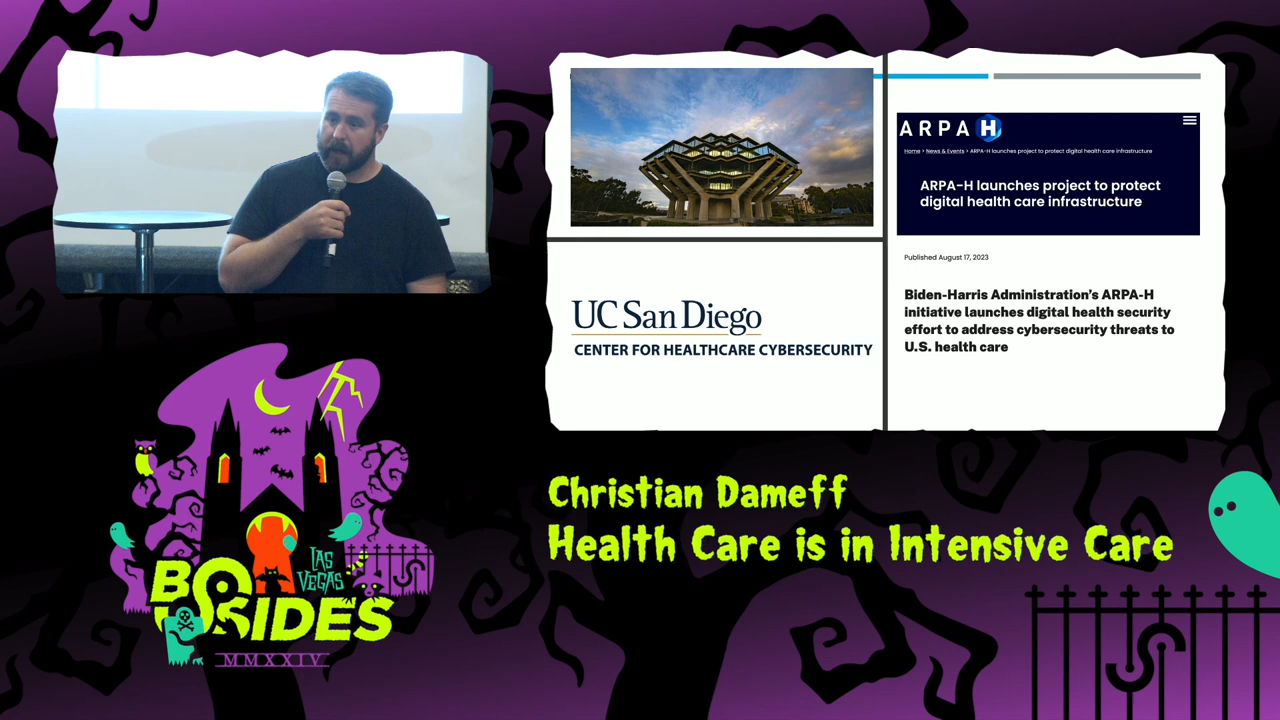 ARPA H
Home > News & Events > ARPA-H launches project to protect digital health care infrastructure
ARPA-H launches project to protect
digital health care infrastructure
Published August 17, 2023
Biden-Harris Administration's ARPA-H
initiative launches digital health security
effort to address cybersecurity threats to
U.S. health care
UC San Diego
CENTER FOR HEALTHCARE CYBERSECURITY
Christian Dameff
Health Care is in Intensive Care
LAS
VEGAS
BSIDES
MMXXIV